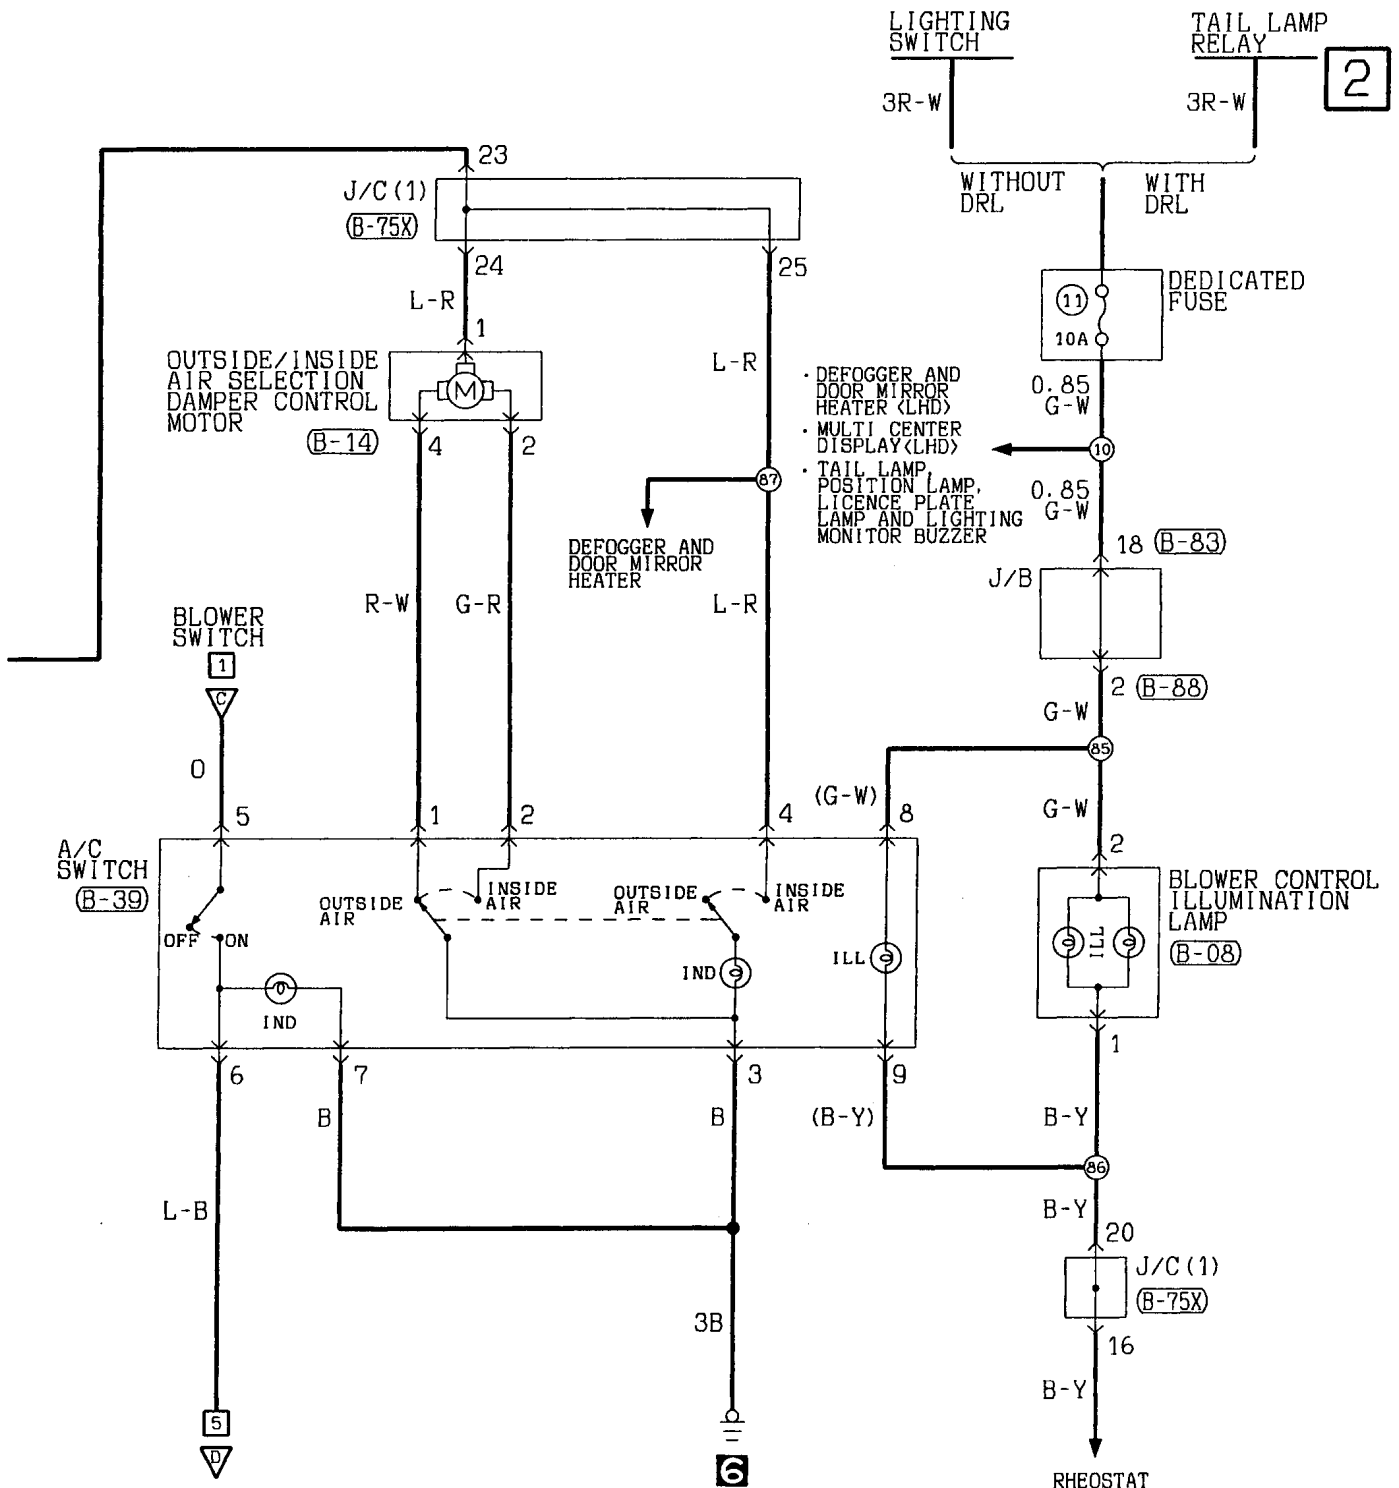 LIGHTING
SWITCH
TAIL LAMP
RELAY
2
3R-W
3R-W
WITHOUT
DRL
WITH
DRL
23
J/C(1)
(B-75X)
24
25
L-R
1
OUTSIDE/INSIDE
AIR SELECTION
DAMPER CONTROL
MOTOR
M
(B-14)
4
2
L-R
DEDICATED
FUSE
11
10A
0.85
G-W
· DEFOGGER AND
DOOR MIRROR
HEATER <LHD>
· MULTI CENTER
DISPLAY<LHD>
· TAIL LAMP,
POSITION LAMP,
LICENCE PLATE
LAMP AND LIGHTING
MONITOR BUZZER
10
0.85
G-W
87
DEFOGGER AND
DOOR MIRROR
HEATER
18 (B-83)
J/B
2 (B-88)
R-W
G-R
L-R
BLOWER
SWITCH
1
C
O
G-W
85
(G-W)
G-W
5
1
2
4
8
2
A/C
SWITCH
(B-39)
OFF
ON
IND
OUTSIDE
AIR
INSIDE
AIR
OUTSIDE
AIR
INSIDE
AIR
IND
ILL
BLOWER CONTROL
ILLUMINATION
LAMP
(B-08)
ILL
6
7
3
9
1
B
B
(B-Y)
B-Y
86
L-B
B-Y
20
J/C(1)
(B-75X)
3B
16
B-Y
5
D
6
RHEOSTAT